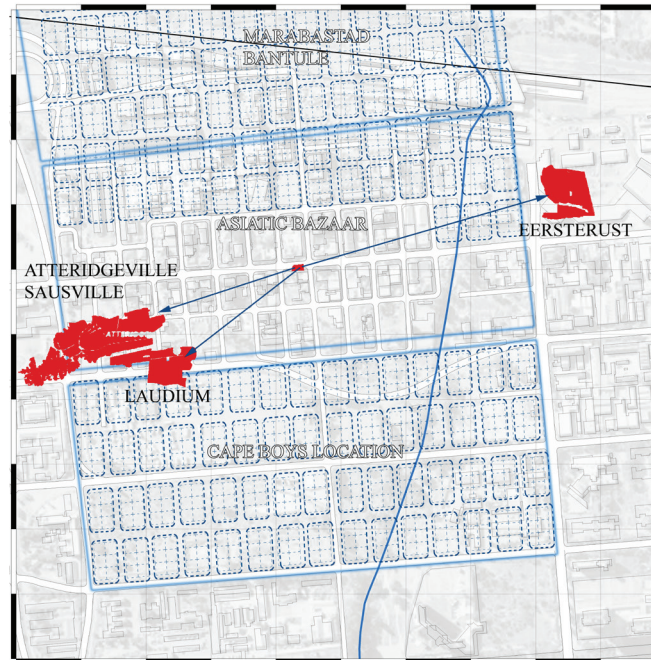 MARABASTAD
BANTULE
ASIATIC BAZAAR
EERSTERUST
ATTERIDGEVILLE
SAUSVILLE
LAUDIUM
CAPE BOYS LOCATION